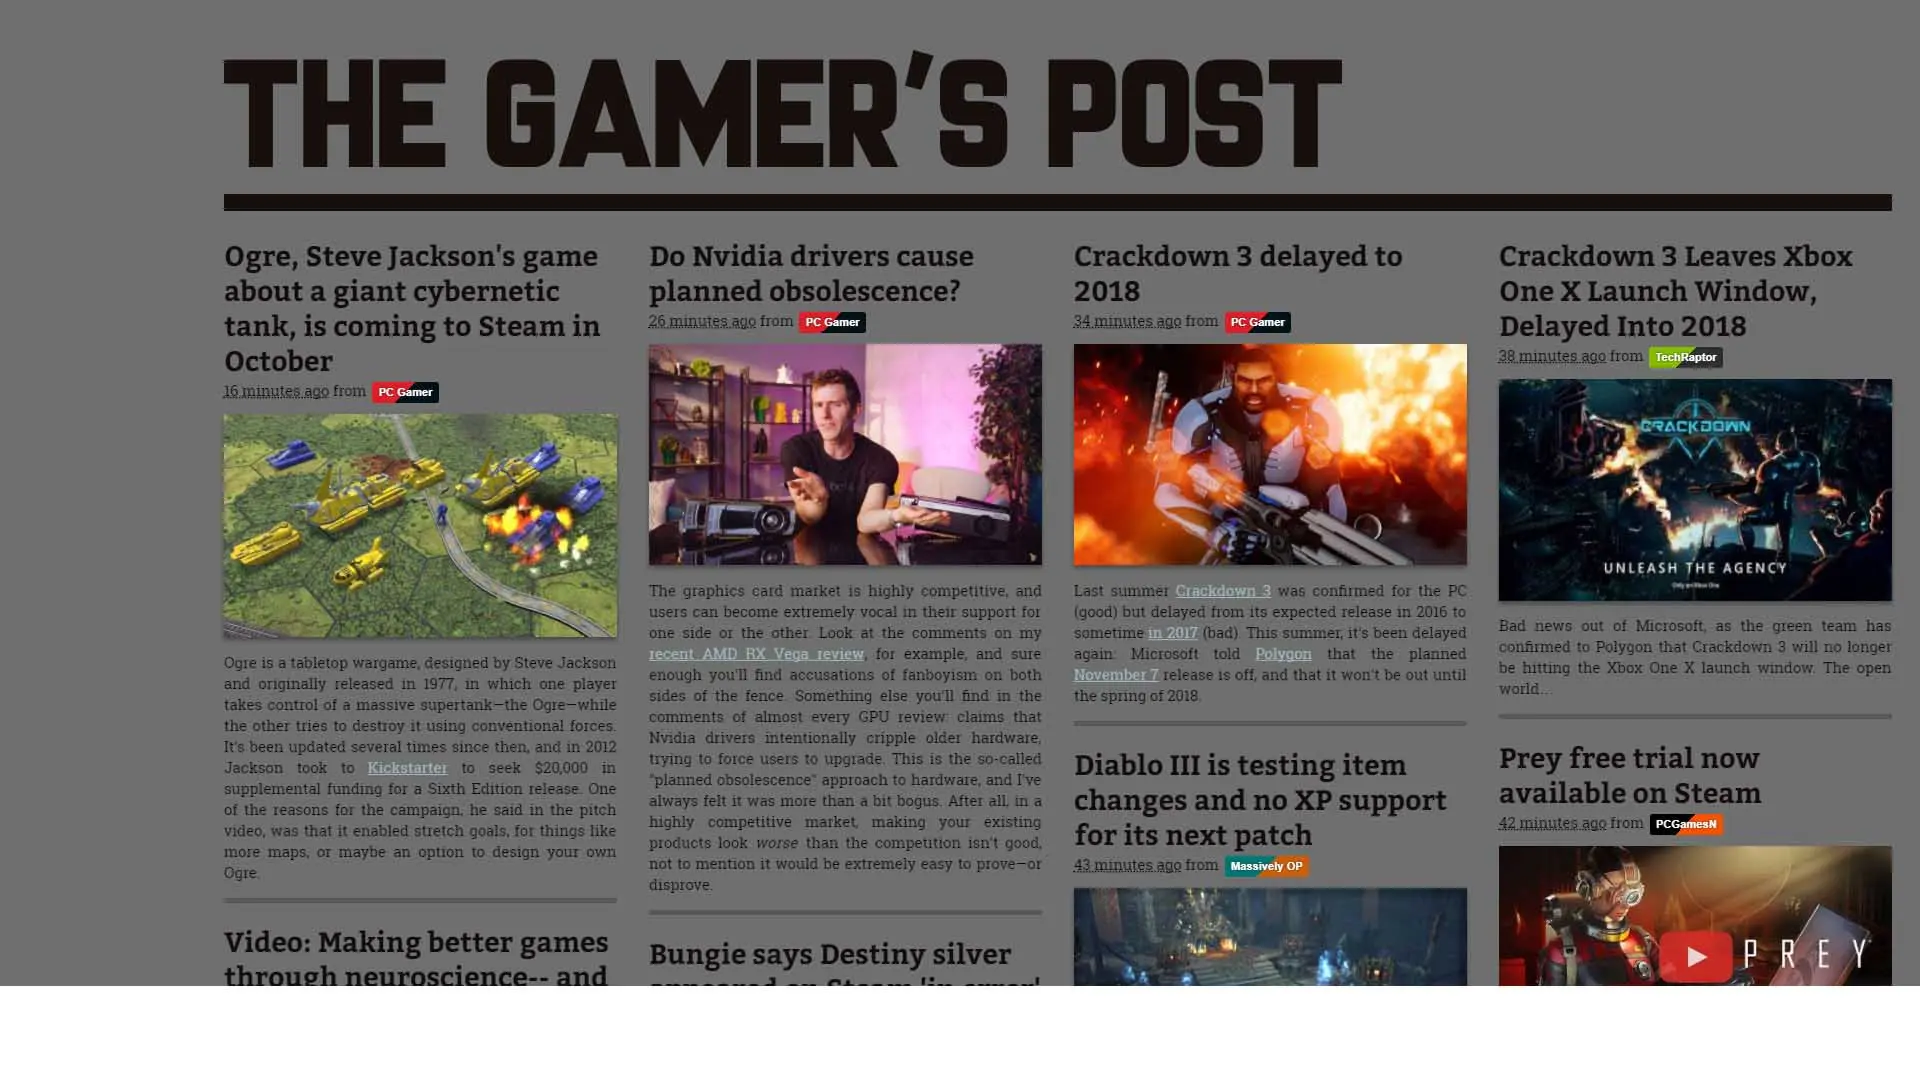 THE GAMER'S POST
Ogre, Steve Jackson's game
about a giant cybernetic
tank, is coming to Steam in
October
16 minutes ago from PC Gamer
Ogre is a tabletop wargame, designed by Steve Jackson
and originally released in 1977, in which one player
takes control of a massive supertank—the Ogre—while
the other tries to destroy it using conventional forces.
It's been updated several times since then, and in 2012
Jackson took to Kickstarter to seek $20,000 in
supplemental funding for a Sixth Edition release. One
of the reasons for the campaign, he said in the pitch
video, was that it enabled stretch goals, for things like
more maps, or maybe an option to design your own
Ogre.
Video: Making better games
through neuroscience-- and
Do Nvidia drivers cause
planned obsolescence?
26 minutes ago from PC Gamer
The graphics card market is highly competitive, and
users can become extremely vocal in their support for
one side or the other. Look at the comments on my
recent AMD RX Vega review, for example, and sure
enough you'll find accusations of fanboyism on both
sides of the fence. Something else you'll find in the
comments of almost every GPU review: claims that
Nvidia drivers intentionally cripple older hardware,
trying to force users to upgrade. This is the so-called
"planned obsolescence" approach to hardware, and I've
always felt it was more than a bit bogus. After all, in a
highly competitive market, making your existing
products look worse than the competition isn't good,
not to mention it would be extremely easy to prove—or
disprove.
Bungie says Destiny silver
appeared on Steam 'in error'
Crackdown 3 delayed to
2018
34 minutes ago from PC Gamer
Last summer Crackdown 3 was confirmed for the PC
(good) but delayed from its expected release in 2016 to
sometime in 2017 (bad). This summer, it's been delayed
again: Microsoft told Polygon that the planned
November 7 release is off, and that it won't be out until
the spring of 2018.
Diablo III is testing item
changes and no XP support
for its next patch
43 minutes ago from Massively OP
Crackdown 3 Leaves Xbox
One X Launch Window,
Delayed Into 2018
38 minutes ago from TechRaptor
CRACKDOWN
UNLEASH THE AGENCY
Only on Xbox One
Bad news out of Microsoft, as the green team has
confirmed to Polygon that Crackdown 3 will no longer
be hitting the Xbox One X launch window. The open
world...
Prey free trial now
available on Steam
42 minutes ago from PCGamesN
PREY